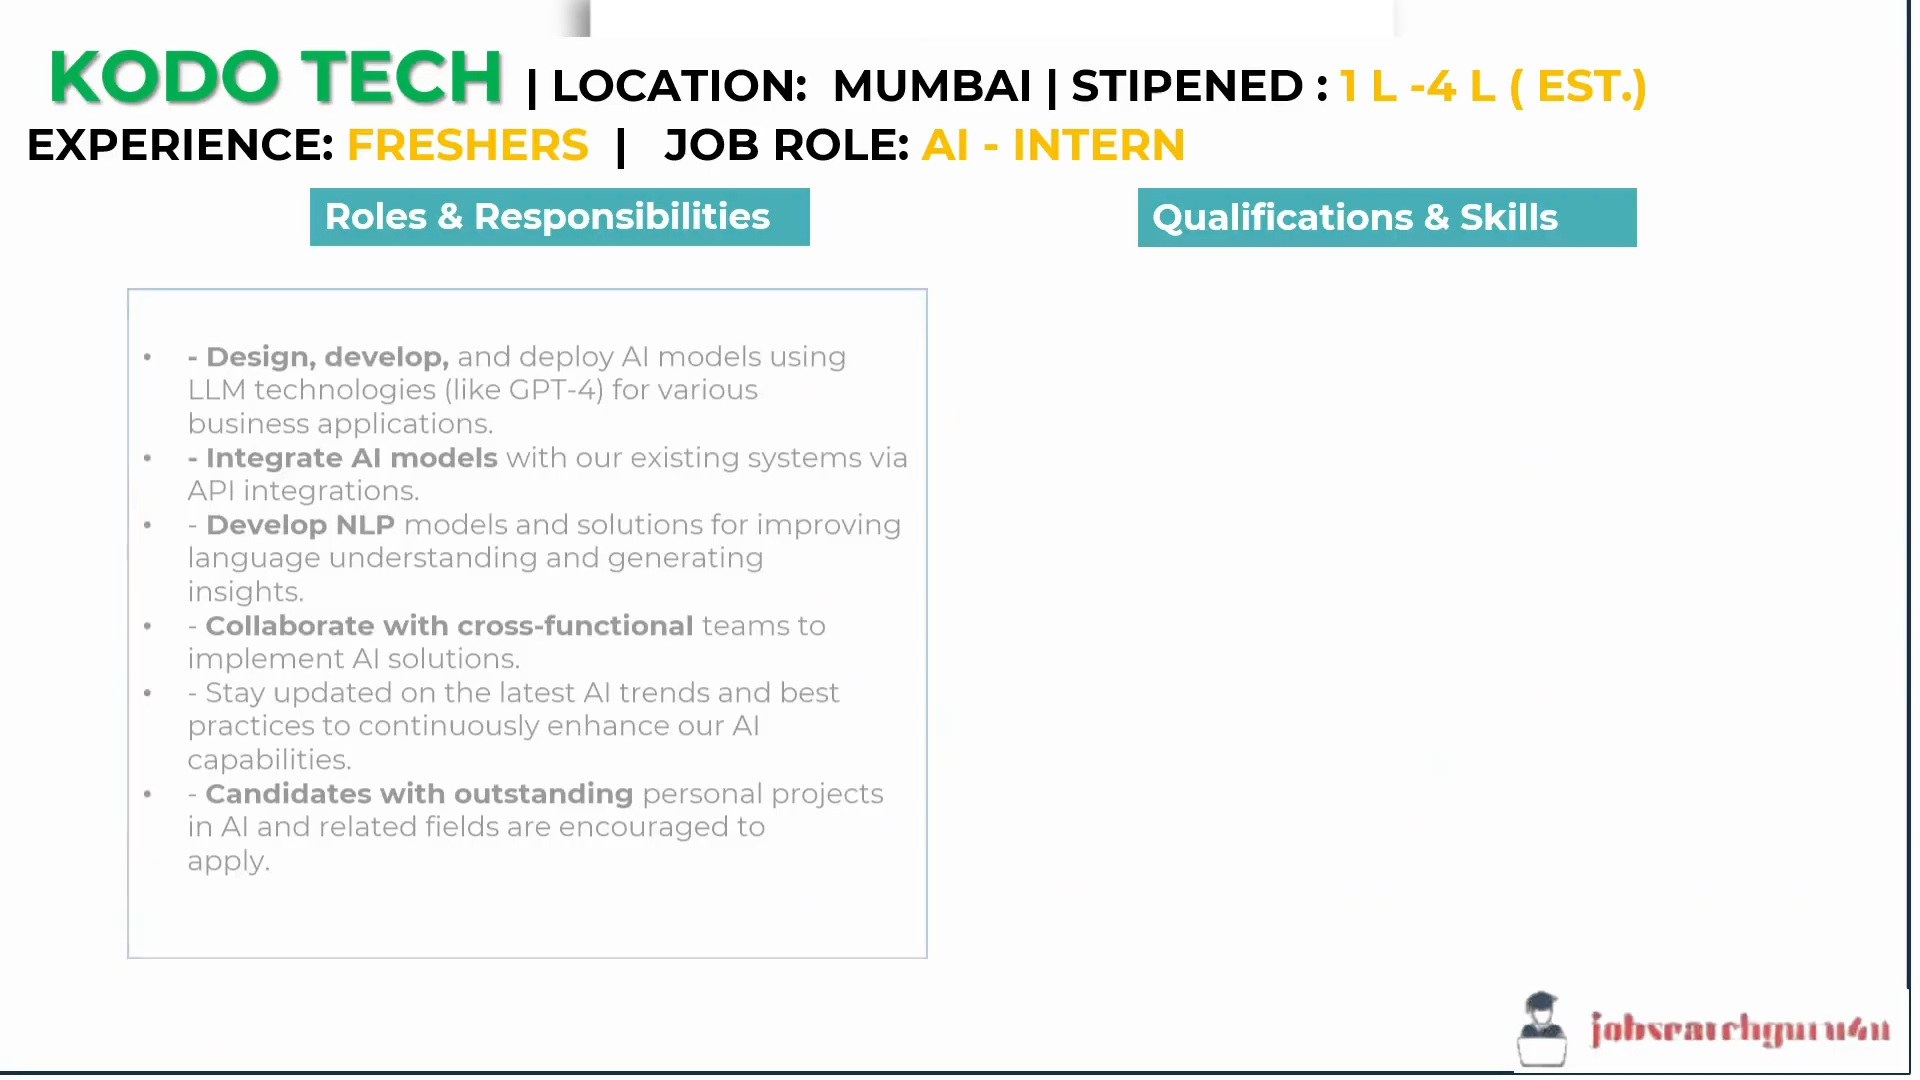 KODO TECH | LOCATION: MUMBAI | STIPENED : 1 L -4 L ( EST.)
EXPERIENCE: FRESHERS | JOB ROLE: AI - INTERN
Roles & Responsibilities
Qualifications & Skills
• - Design, develop, and deploy AI models using
LLM technologies (like GPT-4) for various
business applications.
• - Integrate AI models with our existing systems via
API integrations.
• - Develop NLP models and solutions for improving
language understanding and generating
insights.
• - Collaborate with cross-functional teams to
implement AI solutions.
• - Stay updated on the latest AI trends and best
practices to continuously enhance our AI
capabilities.
• - Candidates with outstanding personal projects
in AI and related fields are encouraged to
apply.
jobsearchguru4u